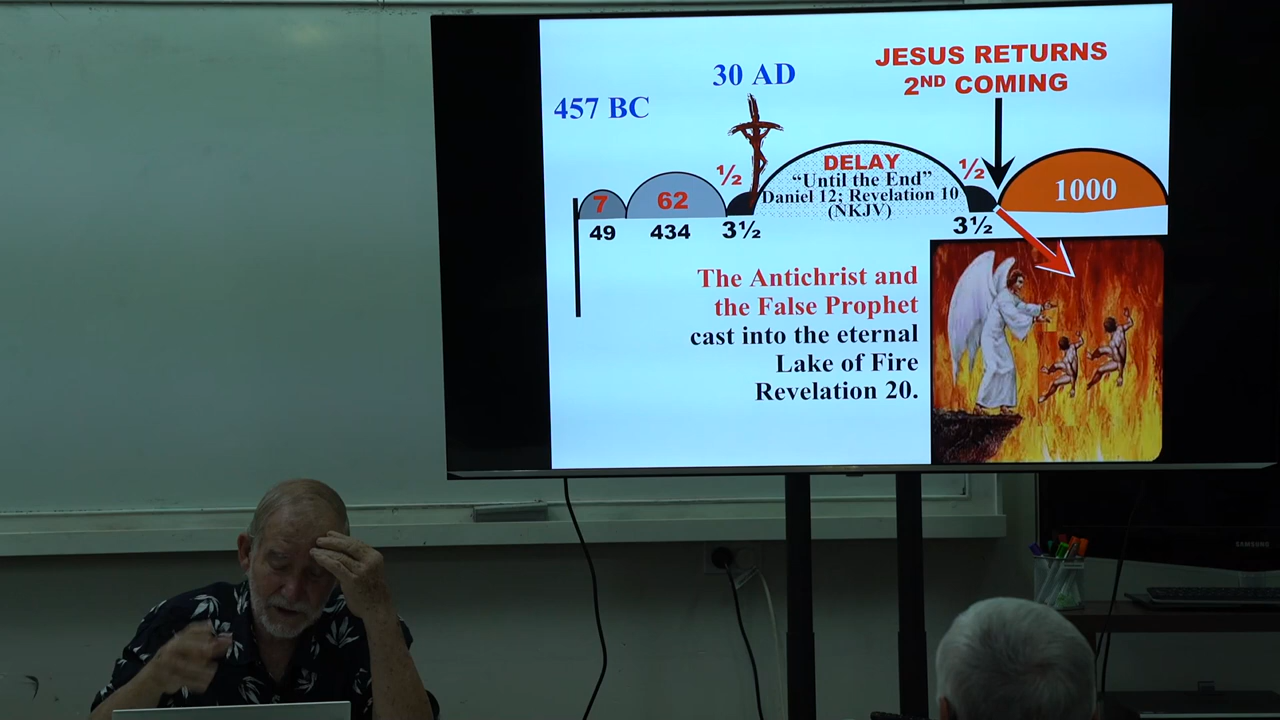 JESUS RETURNS
2ND COMING
30 AD
457 BC
½
DELAY
½
"Until the End"
7
62
Daniel 12; Revelation 10
1000
(NKJV)
49
434
3½
3½
The Antichrist and
the False Prophet
cast into the eternal
Lake of Fire
Revelation 20.
SAMSUNG